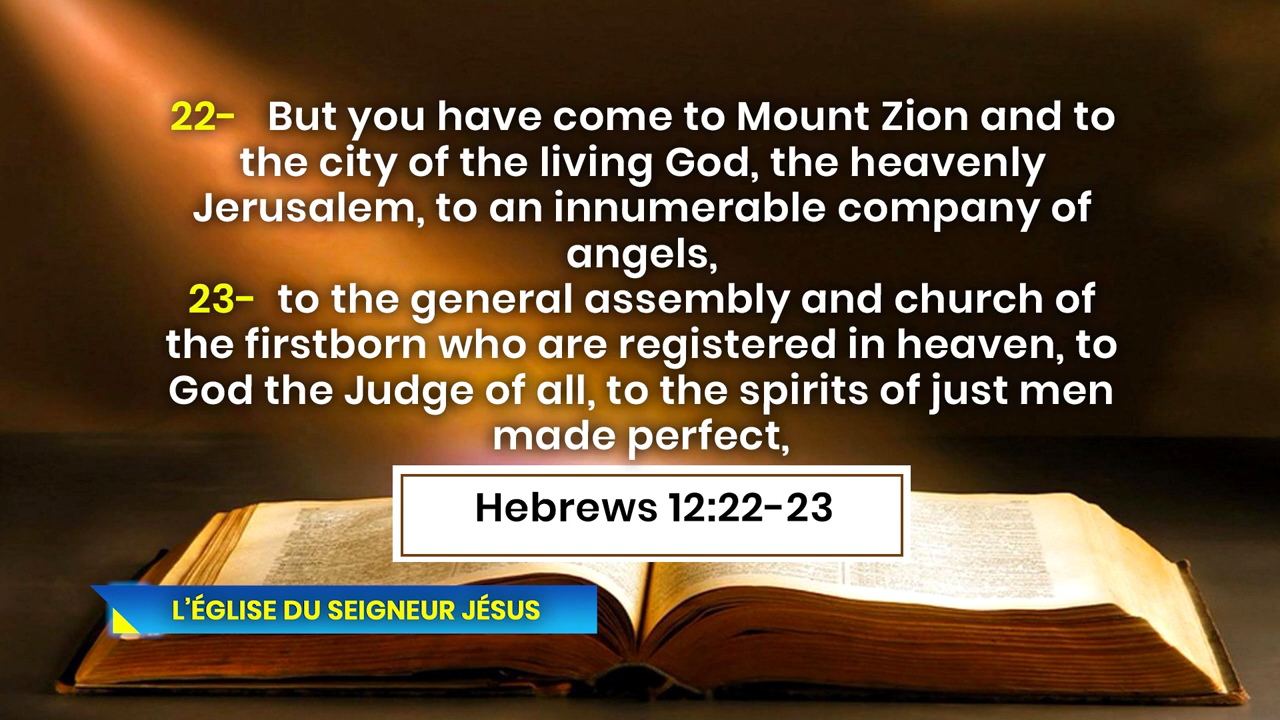 22- But you have come to Mount Zion and to
the city of the living God, the heavenly
Jerusalem, to an innumerable company of
angels,
23- to the general assembly and church of
the firstborn who are registered in heaven, to
God the Judge of all, to the spirits of just men
made perfect,
Hebrews 12:22-23
L'ÉGLISE DU SEIGNEUR JÉSUS